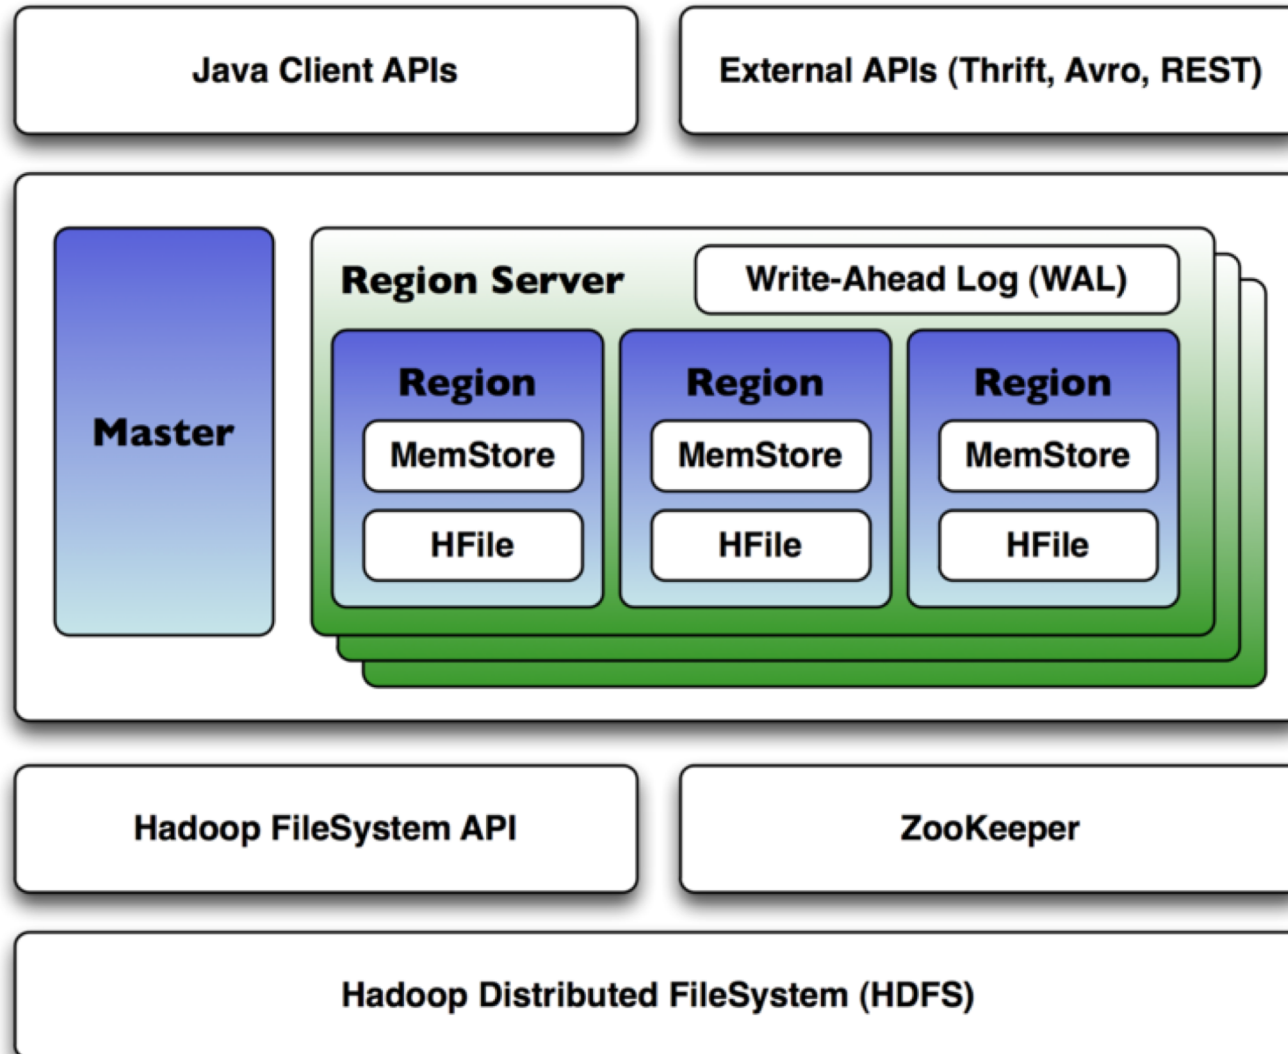 Java Client APIs
External APIs (Thrift, Avro, REST)
Region Server
Write-Ahead Log (WAL)
Master
Region
Region
Region
MemStore
MemStore
MemStore
HFile
HFile
HFile
Hadoop FileSystem API
ZooKeeper
Hadoop Distributed FileSystem (HDFS)